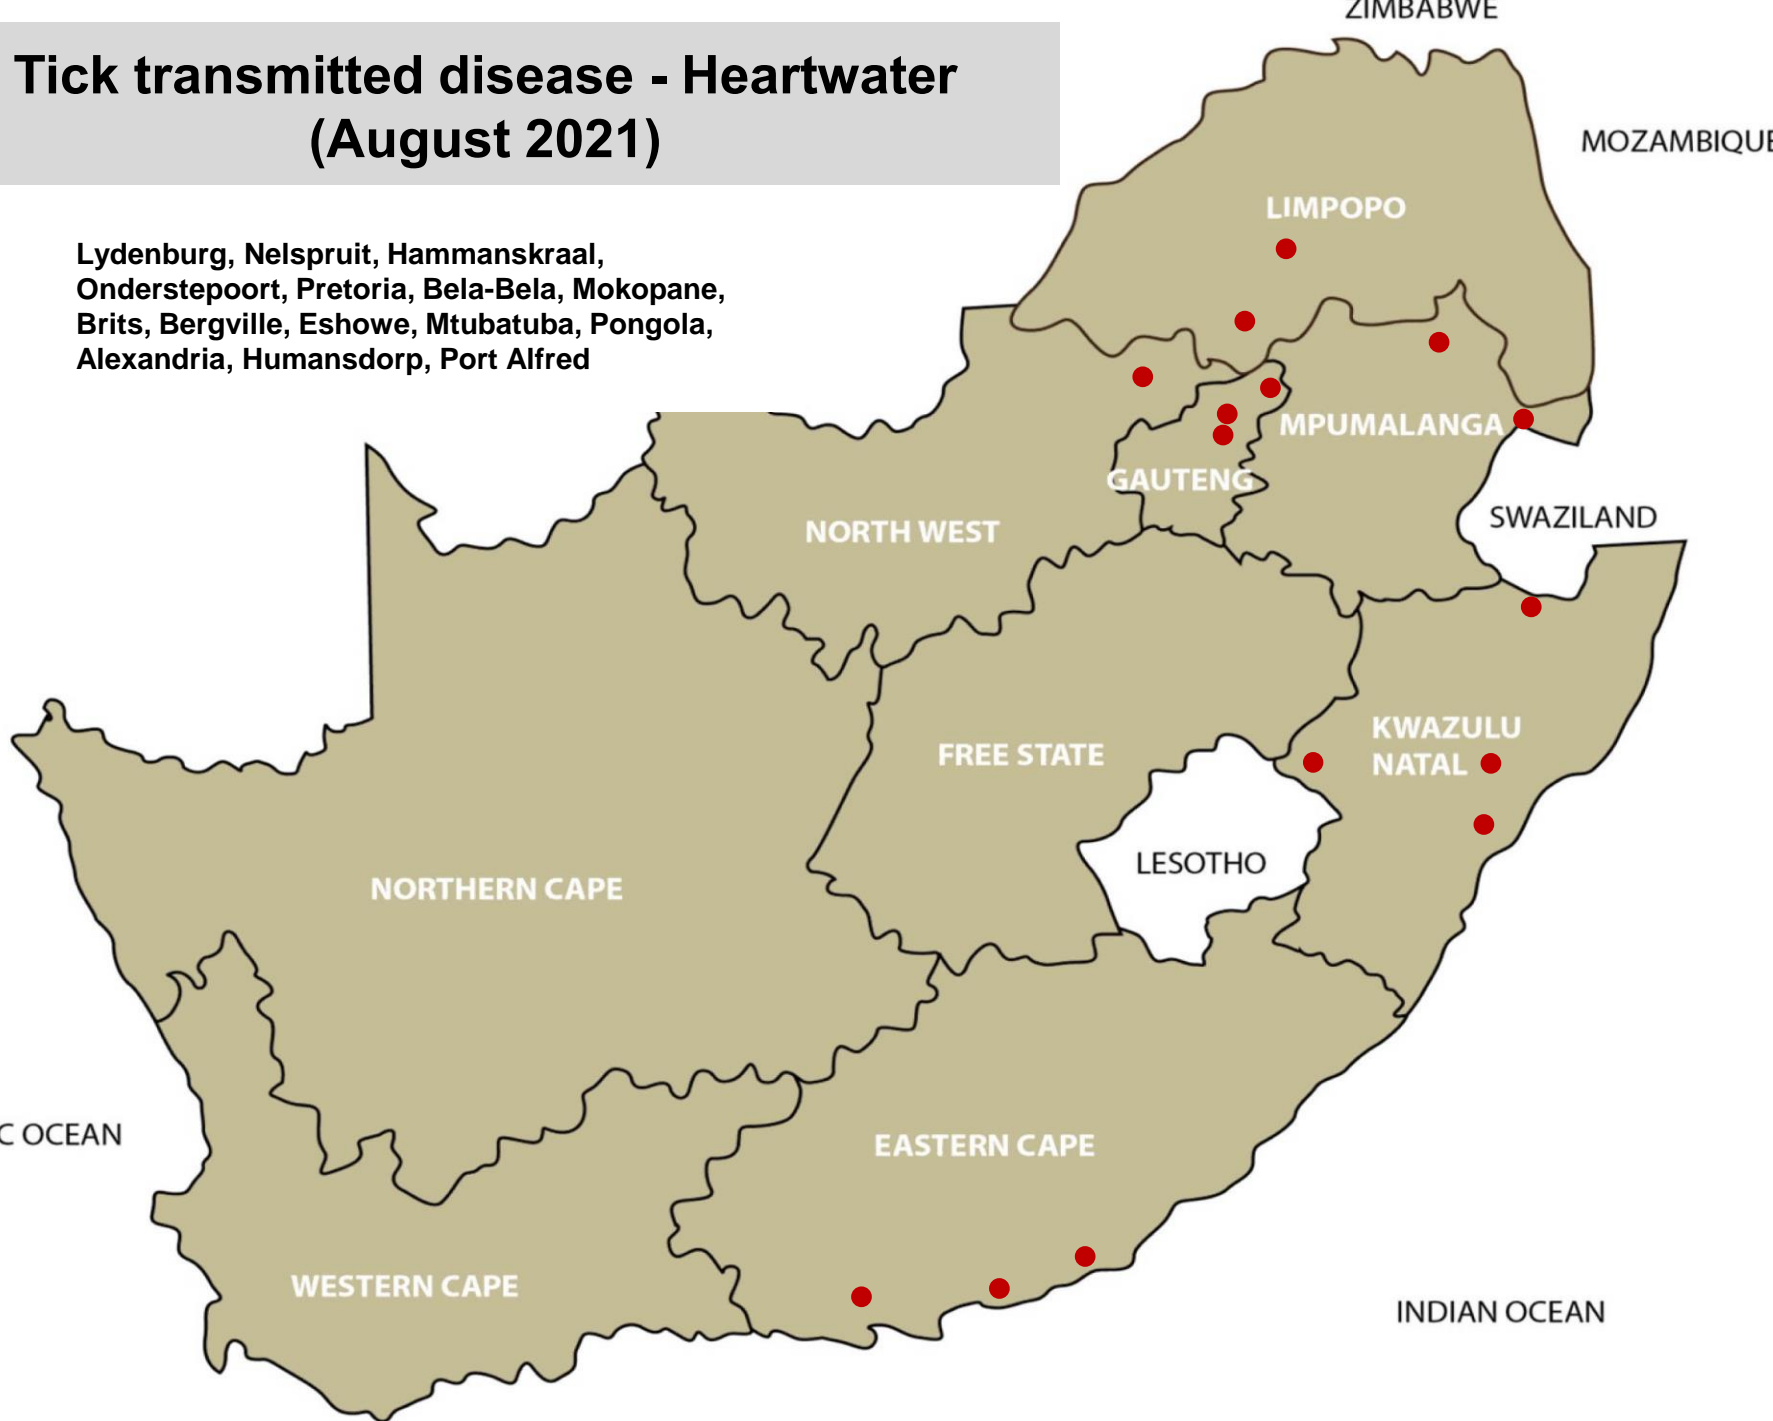 ZIMBABWE
Tick transmitted disease - Heartwater
(August 2021)
MOZAMBIQUE
LIMPOPO
Lydenburg, Nelspruit, Hammanskraal,
Onderstepoort, Pretoria, Bela-Bela, Mokopane,
Brits, Bergville, Eshowe, Mtubatuba, Pongola,
Alexandria, Humansdorp, Port Alfred
MPUMALANGA
GAUTENG
SWAZILAND
NORTH WEST
KWAZULU
NATAL
FREE STATE
LESOTHO
NORTHERN CAPE
C OCEAN
EASTERN CAPE
WESTERN CAPE
INDIAN OCEAN